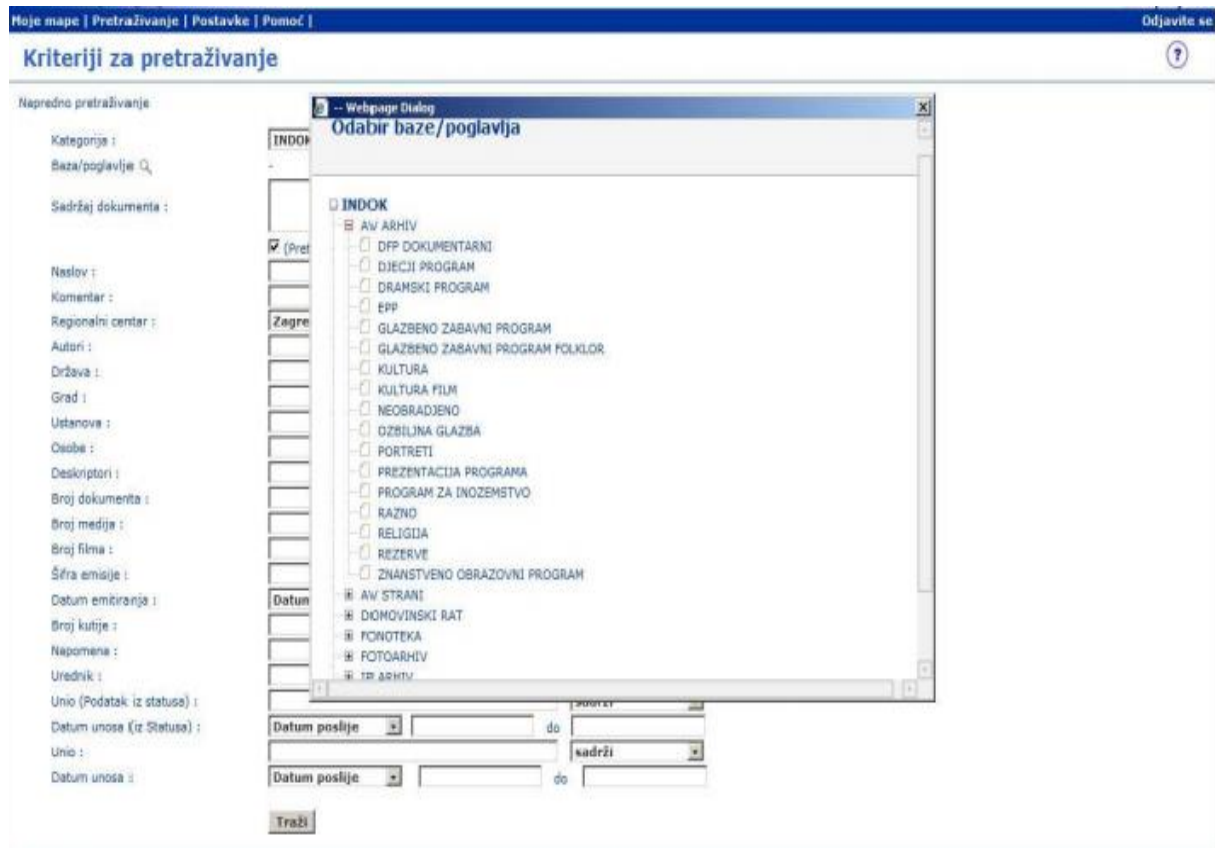 Moje mape | Pretraživanje | Postavke | Pomoć |
Odjavite se
Kriteriji za pretraživanje
?
Napredno pretraživanje
-- Webpage Dialog
Odabir baze/poglavlja
Kategorija :
INDOK
Baza/poglavlje
-
Sadržaj dokumenta :
(Pret
Naslov :
Komentar :
Regionalni centar :
Zagre
Autori :
Država :
Grad :
Ustanova :
Osobe :
Deskriptori :
Broj dokumenta :
Broj medija :
Broj filma :
Šifra emisije :
Datum emitiranja :
Datum
Broj kutije :
Napomena :
Urednik :
INDOK
AV ARHIV
DFP DOKUMENTARNI
DJECJI PROGRAM
DRAMSKI PROGRAM
EPP
GLAZBENO ZABAVNI PROGRAM
GLAZBENO ZABAVNI PROGRAM FOLKLOR
KULTURA
KULTURA FILM
NEOBRADJENO
OZBILJNA GLAZBA
PORTRETI
PREZENTACIJA PROGRAMA
PROGRAM ZA INOZEMSTVO
RAZNO
RELIGIJA
REZERVE
ZNANSTVENO OBRAZOVNI PROGRAM
AV STRANI
DOMOVINSKI RAT
FONOTEKA
FOTOARHIV
Unio (Podatak iz statusa) :
sadrži
Datum unosa (iz Statusa) :
Datum poslije
do
Unio :
sadrži
Datum unosa :
Datum poslije
do
Traži